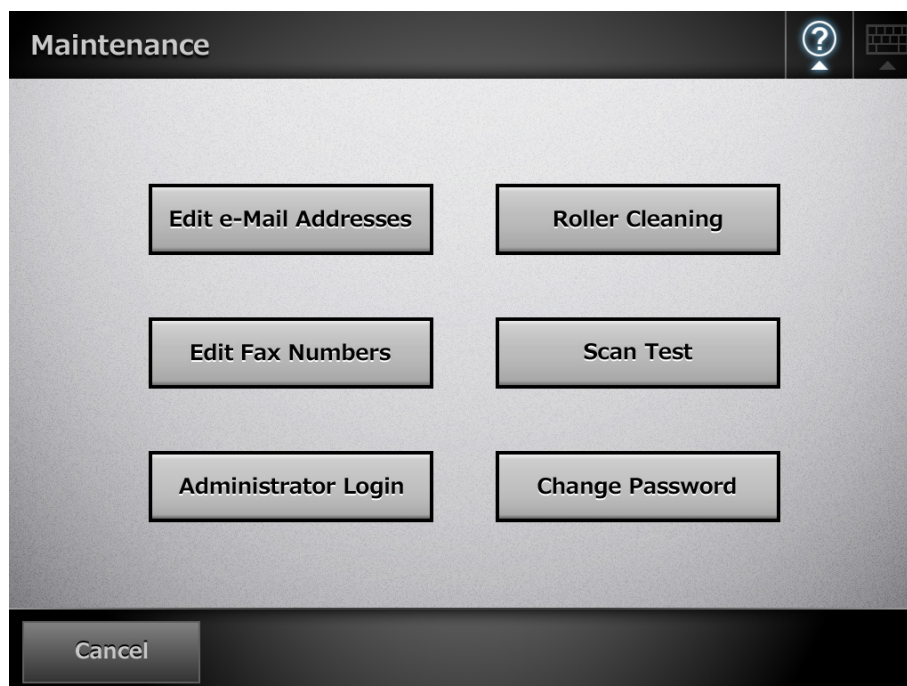 Maintenance
?
Edit e-Mail Addresses
Roller Cleaning
Edit Fax Numbers
Scan Test
Administrator Login
Change Password
Cancel